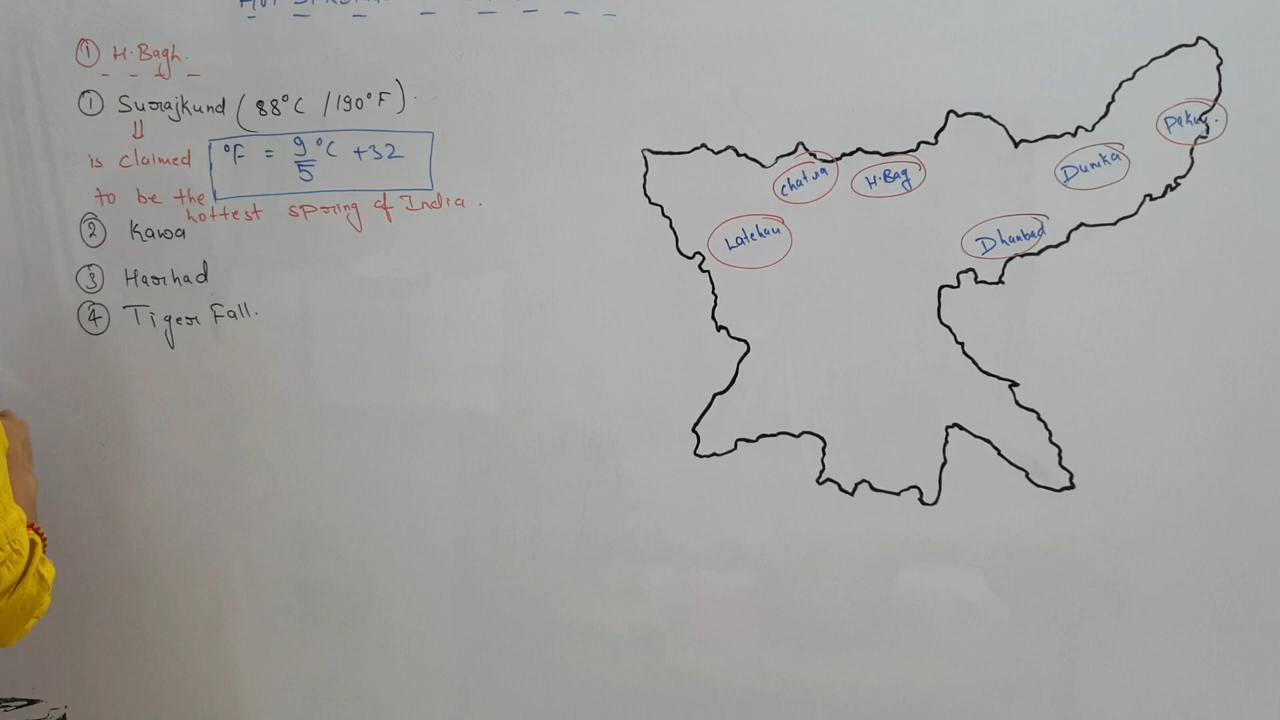 ① H.Bagh.
① Surajkund (88°C / 190°F).
⇓
°F = 9/5 °C + 32
is claimed
to be the
hottest spring of India.
② Kawa
③ Harhad
④ Tiger Fall.
Pakur.
Dumka
Chatra
H.Bag
Latehau
Dhanbad